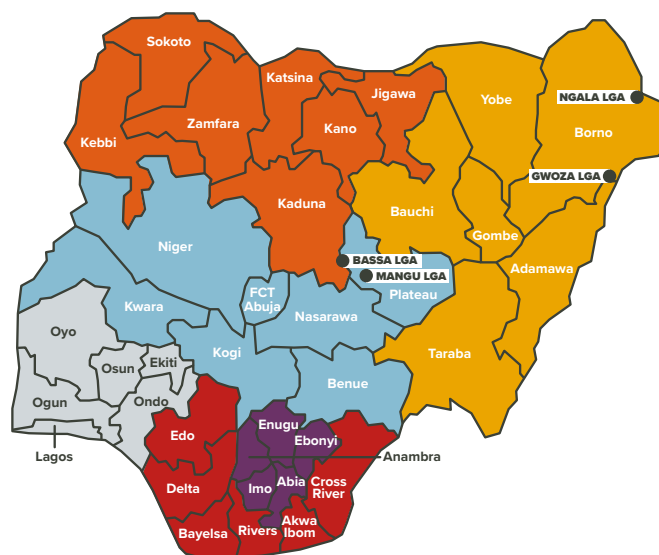 Sokoto
Katsina
Jigawa
Yobe
NGALA LGA
Zamfara
Kano
Borno
Kebbi
GWOZA LGA
Kaduna
Bauchi
Niger
Gombe
BASSA LGA
Adamawa
MANGU LGA
FCT
Abuja
Plateau
Kwara
Nasarawa
Oyo
Kogi
Taraba
Osun
Ekiti
Benue
Ogun
Ondo
Enugu
Edo
Ebonyi
Lagos
Anambra
Delta
Imo
Abia
Cross
River
Bayelsa
Rivers
Akwa
Ibom